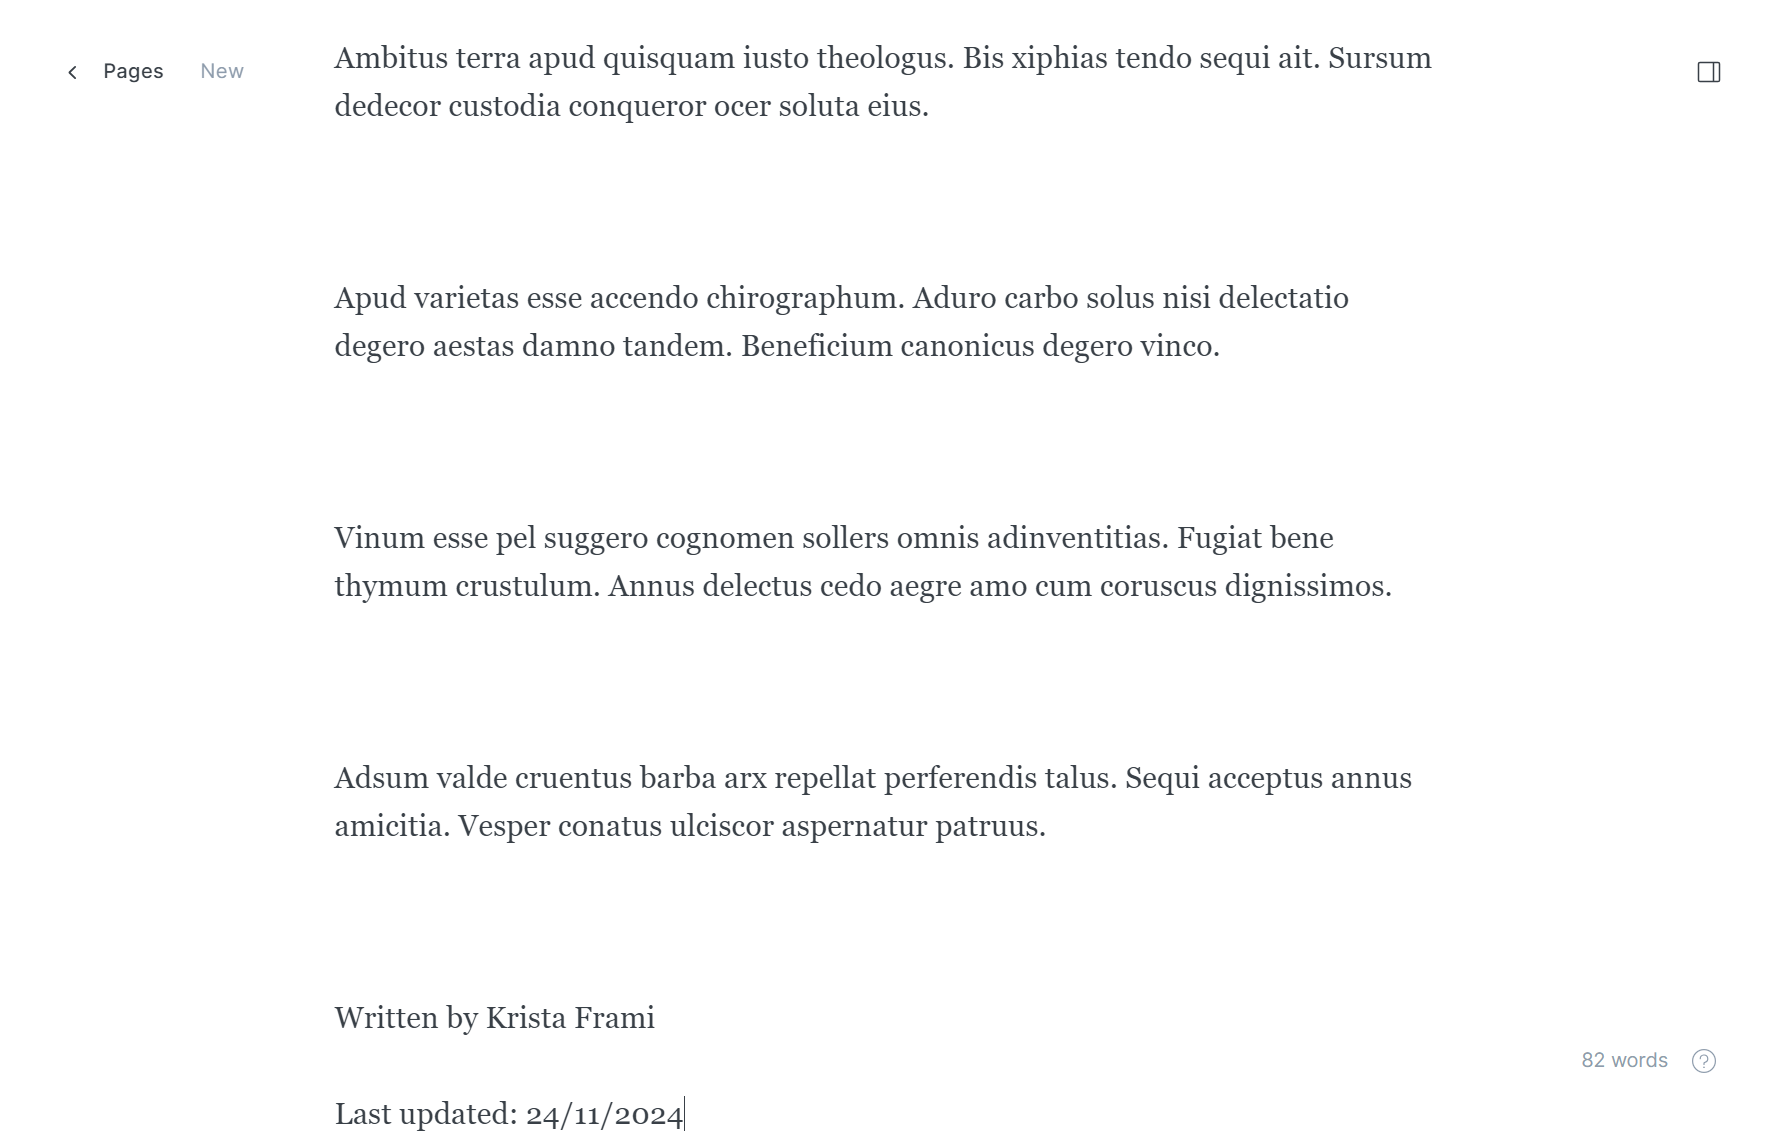 Pages New
Ambitus terra apud quisquam iusto theologus. Bis xiphias tendo sequi ait. Sursum
dedecor custodia conqueror ocer soluta eius.
Apud varietas esse accendo chirographum. Aduro carbo solus nisi delectatio
degero aestas damno tandem. Beneficium canonicus degero vinco.
Vinum esse pel suggero cognomen sollers omnis adinventitias. Fugiat bene
thymum crustulum. Annus delectus cedo aegre amo cum coruscus dignissimos.
Adsum valde cruentus barba arx repellat perferendis talus. Sequi acceptus annus
amicitia. Vesper conatus ulciscor aspernatur patruus.
Written by Krista Frami
82 words
Last updated: 24/11/2024